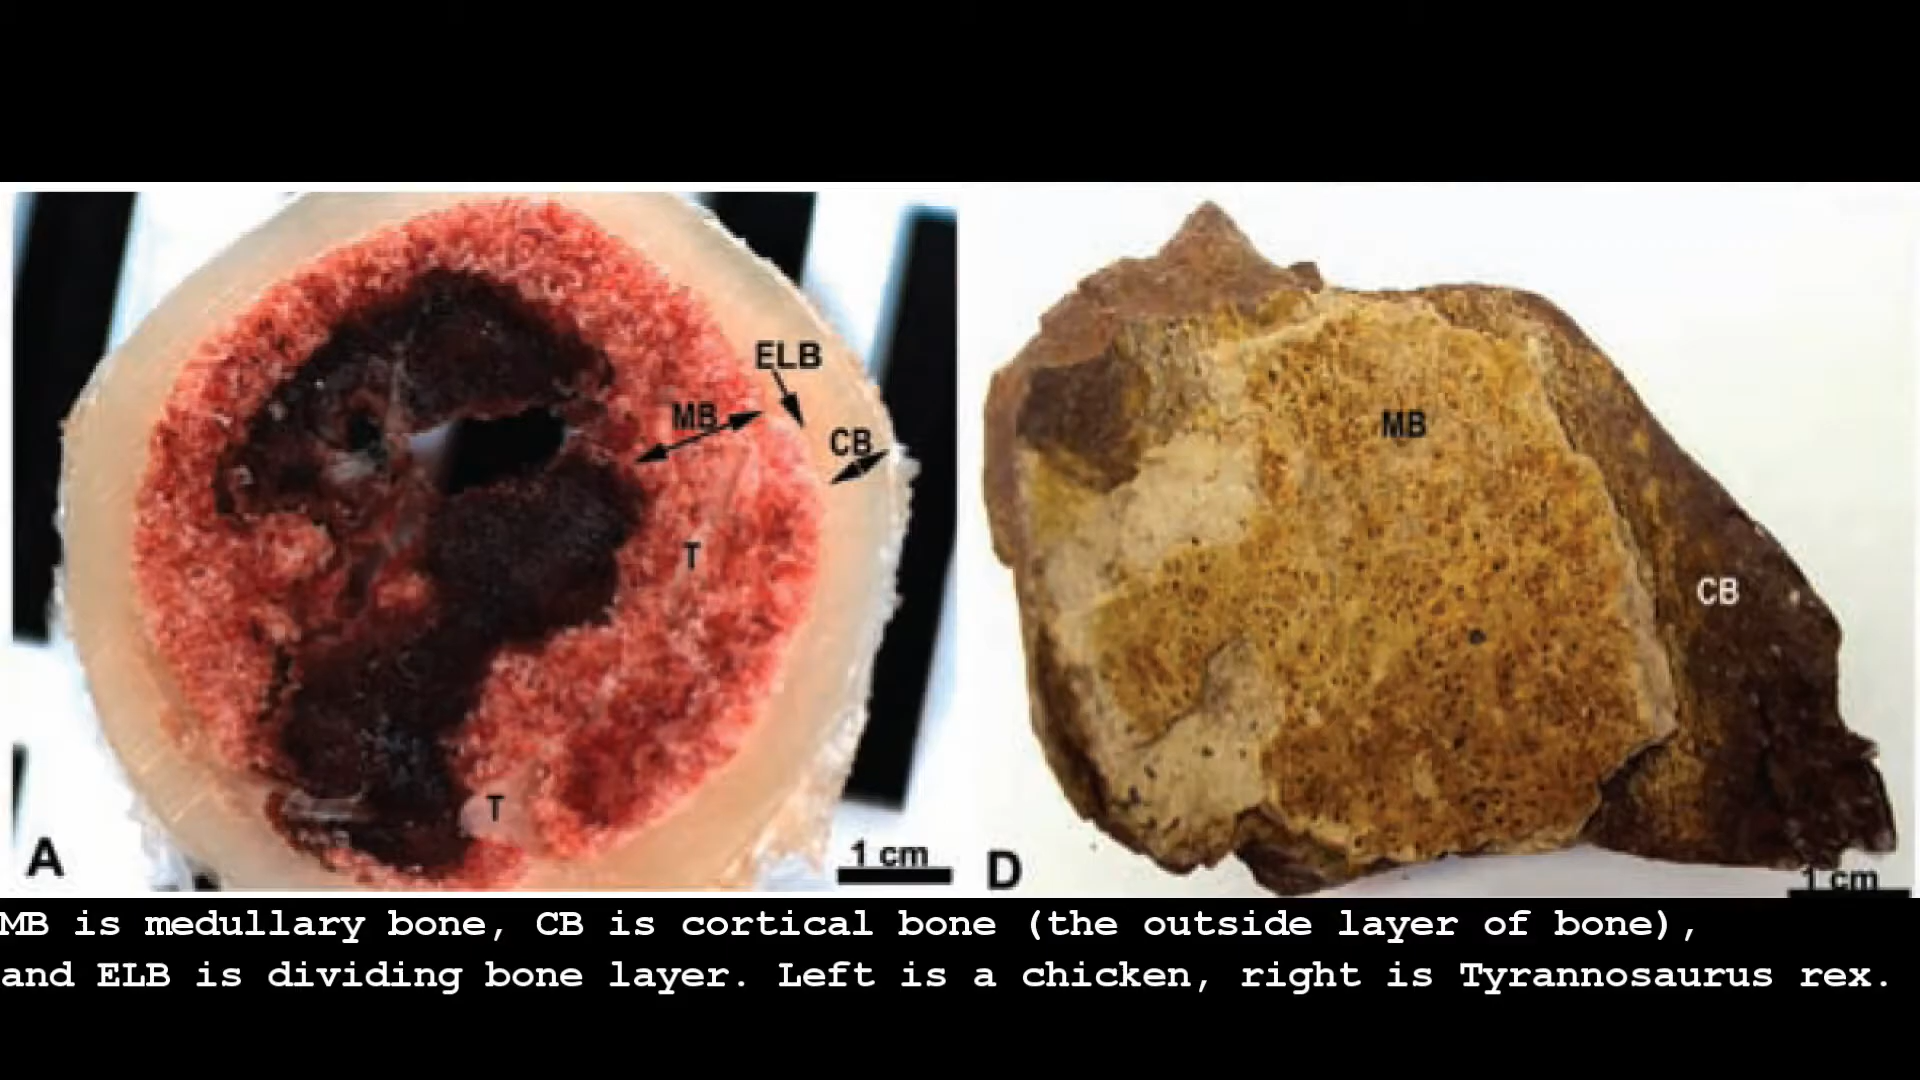 ELB
MB
CB
T
T
A
1 cm
MB
CB
D
1 cm
MB is medullary bone, CB is cortical bone (the outside layer of bone),
and ELB is dividing bone layer. Left is a chicken, right is Tyrannosaurus rex.